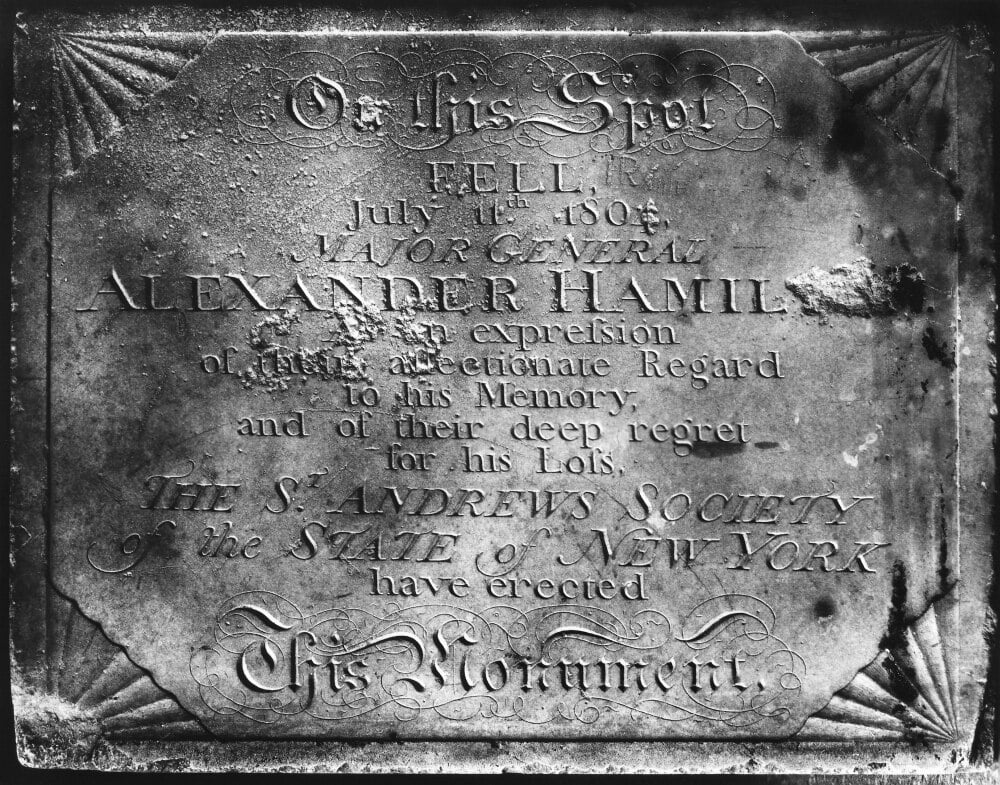 On this Spot
FELL,
July 11th 1804,
MAJOR GENERAL
ALEXANDER HAMIL
n expreſsion
of their affectionate Regard
to his Memory,
and of their deep regret
for his Loſs,
THE ST. ANDREWS SOCIETY
of the STATE of NEW YORK
have erected
This Monument.